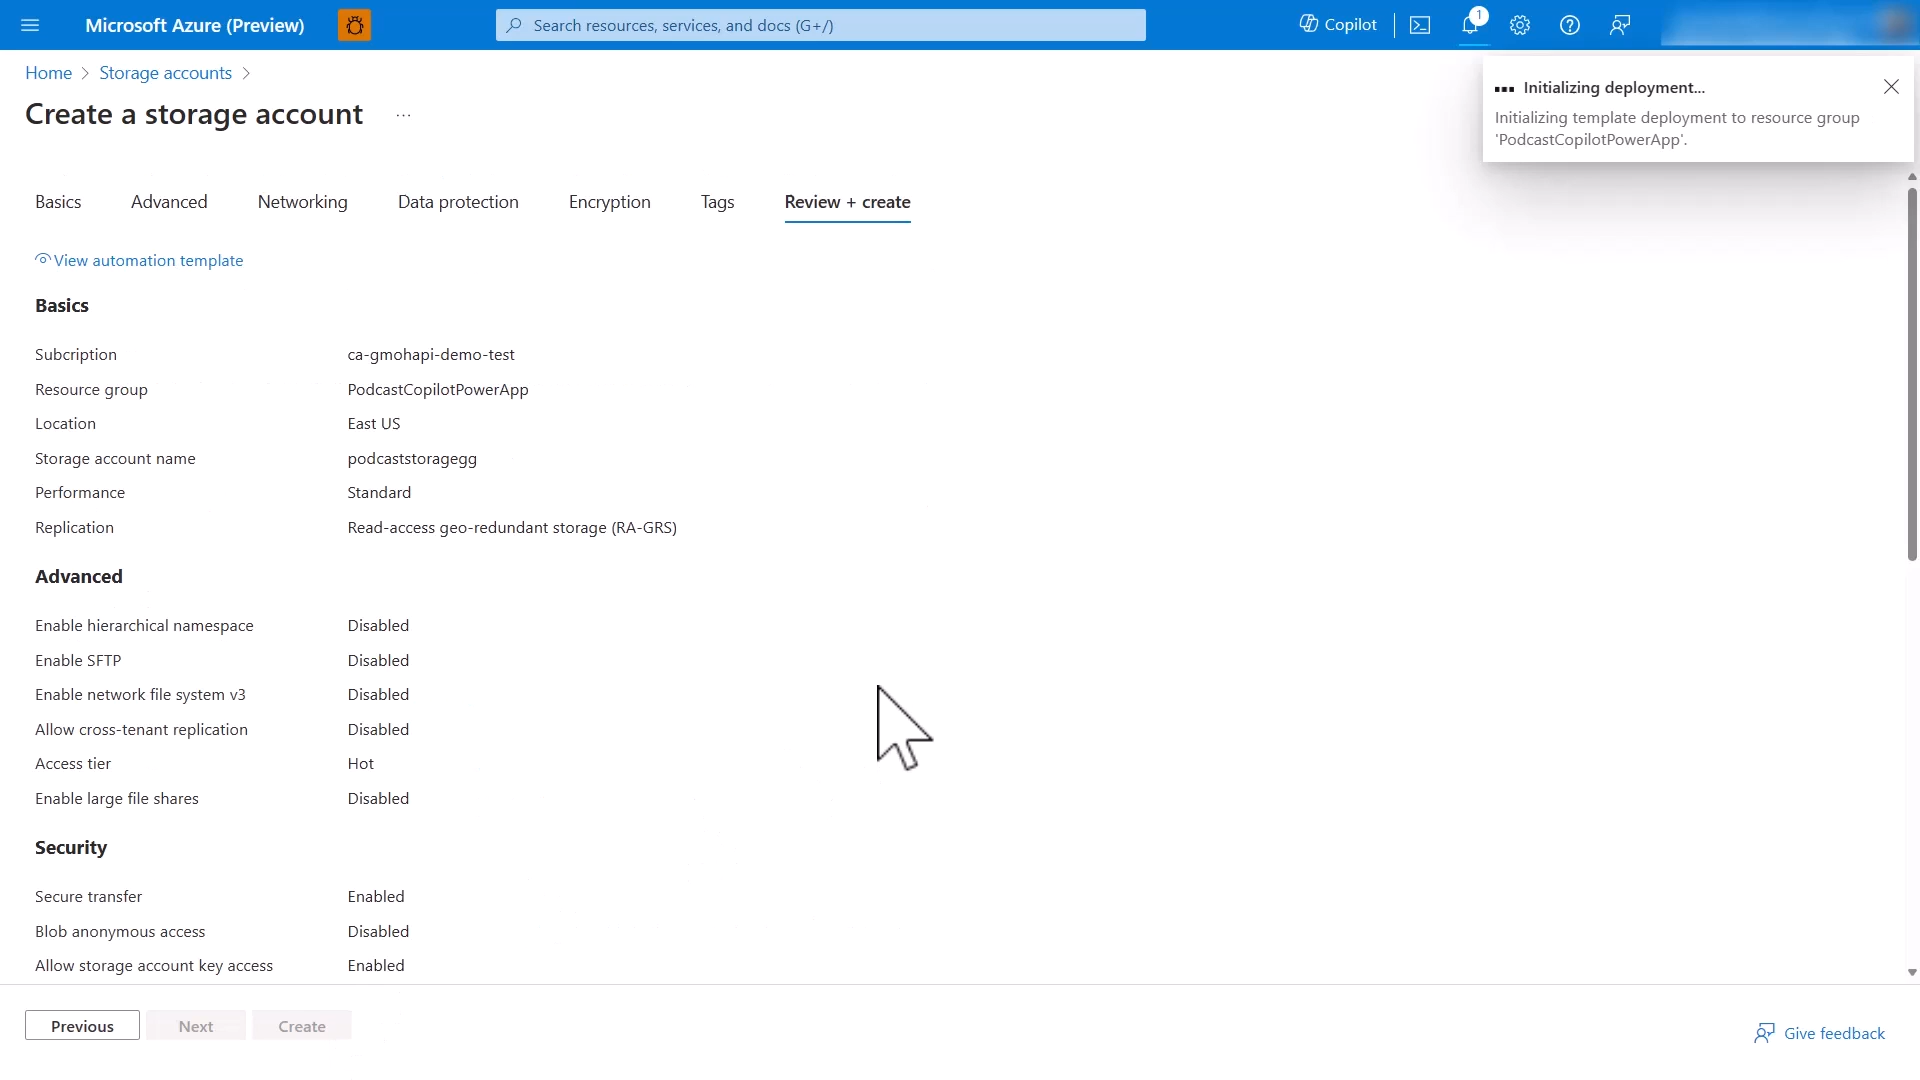 Microsoft Azure (Preview)
Search resources, services, and docs (G+/)
Copilot
1
Home
Storage accounts
Create a storage account
...
Initializing deployment...
Initializing template deployment to resource group
'PodcastCopilotPowerApp'.
Basics
Advanced
Networking
Data protection
Encryption
Tags
Review + create
View automation template
Basics
Subcription ca-gmohapi-demo-test
Resource group PodcastCopilotPowerApp
Location East US
Storage account name podcaststoragegg
Performance Standard
Replication Read-access geo-redundant storage (RA-GRS)
Advanced
Enable hierarchical namespace Disabled
Enable SFTP Disabled
Enable network file system v3 Disabled
Allow cross-tenant replication Disabled
Access tier Hot
Enable large file shares Disabled
Security
Secure transfer Enabled
Blob anonymous access Disabled
Allow storage account key access Enabled
Previous
Next
Create
Give feedback